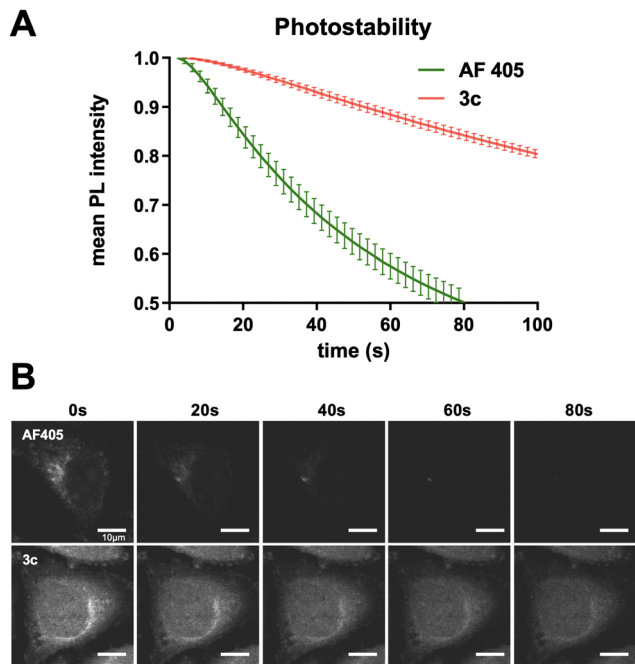 A
Photostability
1.0
0.9
0.8
0.7
0.6
0.5
mean PL intensity
AF 405
3c
0 20 40 60 80 100
time (s)
B
0s 20s 40s 60s 80s
AF405
10μm
3c